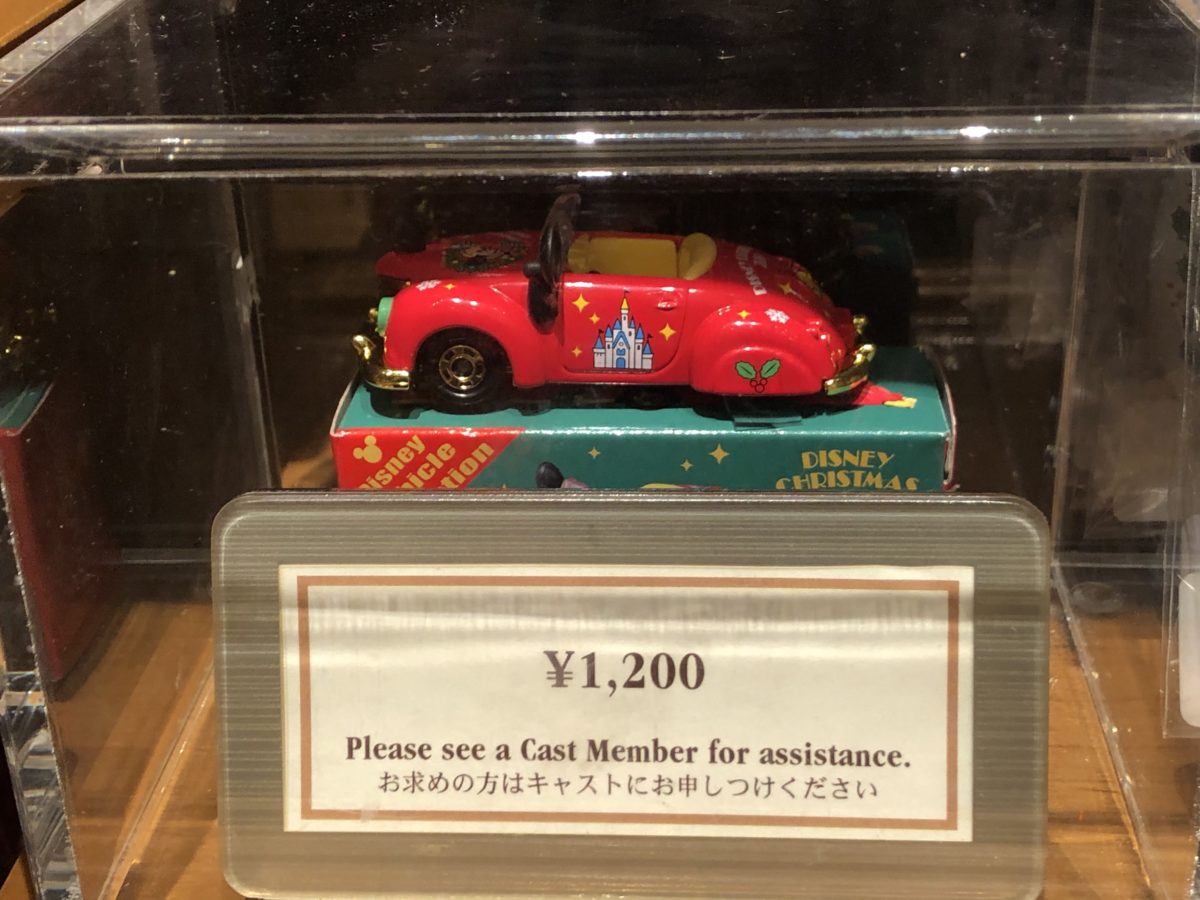 DISNEY
CHRISTMAS
¥1,200
Please see a Cast Member for assistance.
お求めの方はキャストにお申しつけください